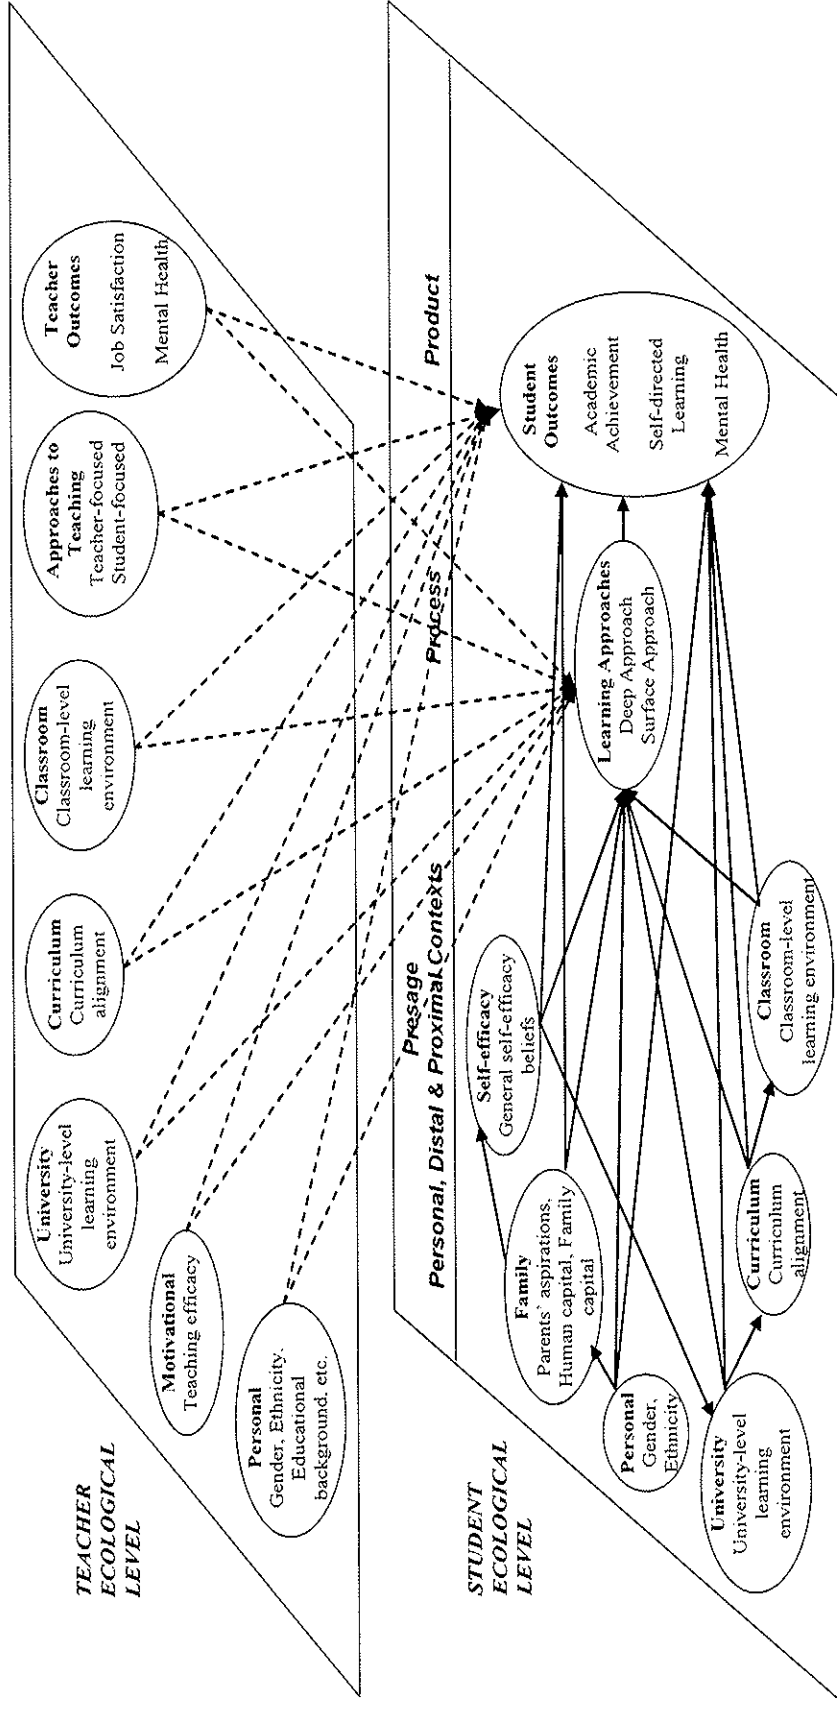 TEACHER
ECOLOGICAL
LEVEL
Personal
Gender, Ethnicity.
Educational
background. etc.
Motivational
Teaching efficacy
University
University-level
learning
environment
Curriculum
Curriculum
alignment
Classroom
Classroom-level
learning
environment
Approaches to
Teaching
Teacher-focused
Student-focused
Teacher
Outcomes
Job Satisfaction
Mental Health
Presage
Personal, Distal & Proximal Contexts
Process
Product
STUDENT
ECOLOGICAL
LEVEL
University
University-level
learning
environment
Personal
Gender,
Ethnicity
Family
Parents' aspirations,
Human capital, Family
capital
Self-efficacy
General self-efficacy
beliefs
Curriculum
Curriculum
alignment
Classroom
Classroom-level
learning environment
Learning Approaches
Deep Approach
Surface Approach
Student
Outcomes
Academic
Achievement
Self-directed
Learning
Mental Health